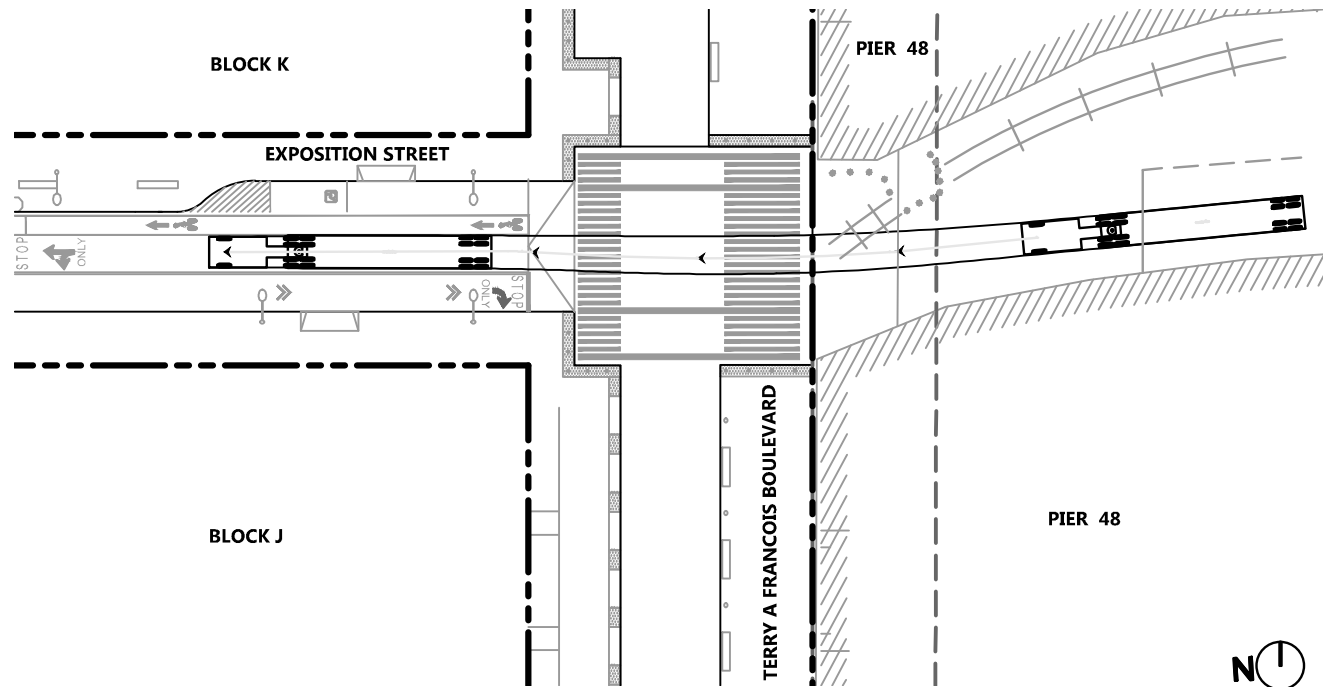 BLOCK K
PIER 48
EXPOSITION STREET
STOP
ONLY
ONLY
STOP
BLOCK J
TERRY A FRANCOIS BOULEVARD
PIER 48
N